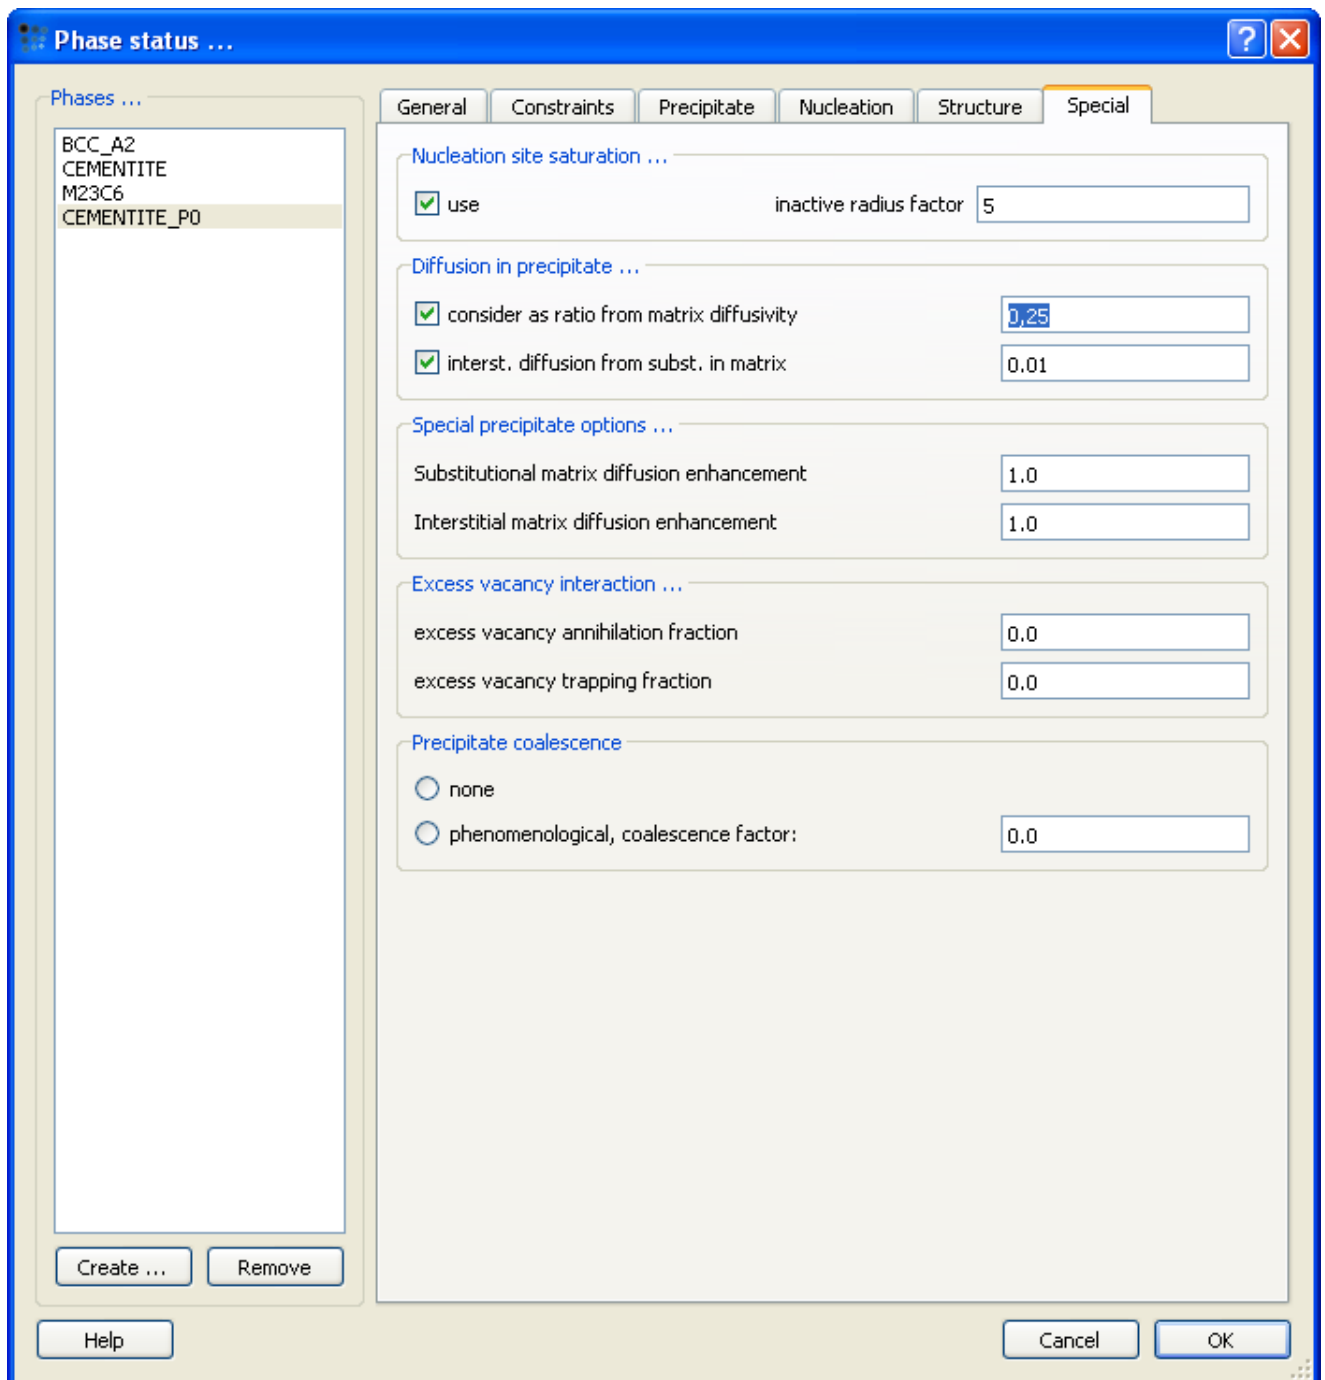 Phase status ...
Phases ...
BCC_A2
CEMENTITE
M23C6
CEMENTITE_P0
Create ...
Remove
General
Constraints
Precipitate
Nucleation
Structure
Special
Nucleation site saturation ...
use
inactive radius factor
5
Diffusion in precipitate ...
consider as ratio from matrix diffusivity
0,25
interst. diffusion from subst. in matrix
0.01
Special precipitate options ...
Substitutional matrix diffusion enhancement
1.0
Interstitial matrix diffusion enhancement
1.0
Excess vacancy interaction ...
excess vacancy annihilation fraction
0.0
excess vacancy trapping fraction
0.0
Precipitate coalescence
none
phenomenological, coalescence factor:
0.0
Help
Cancel
OK